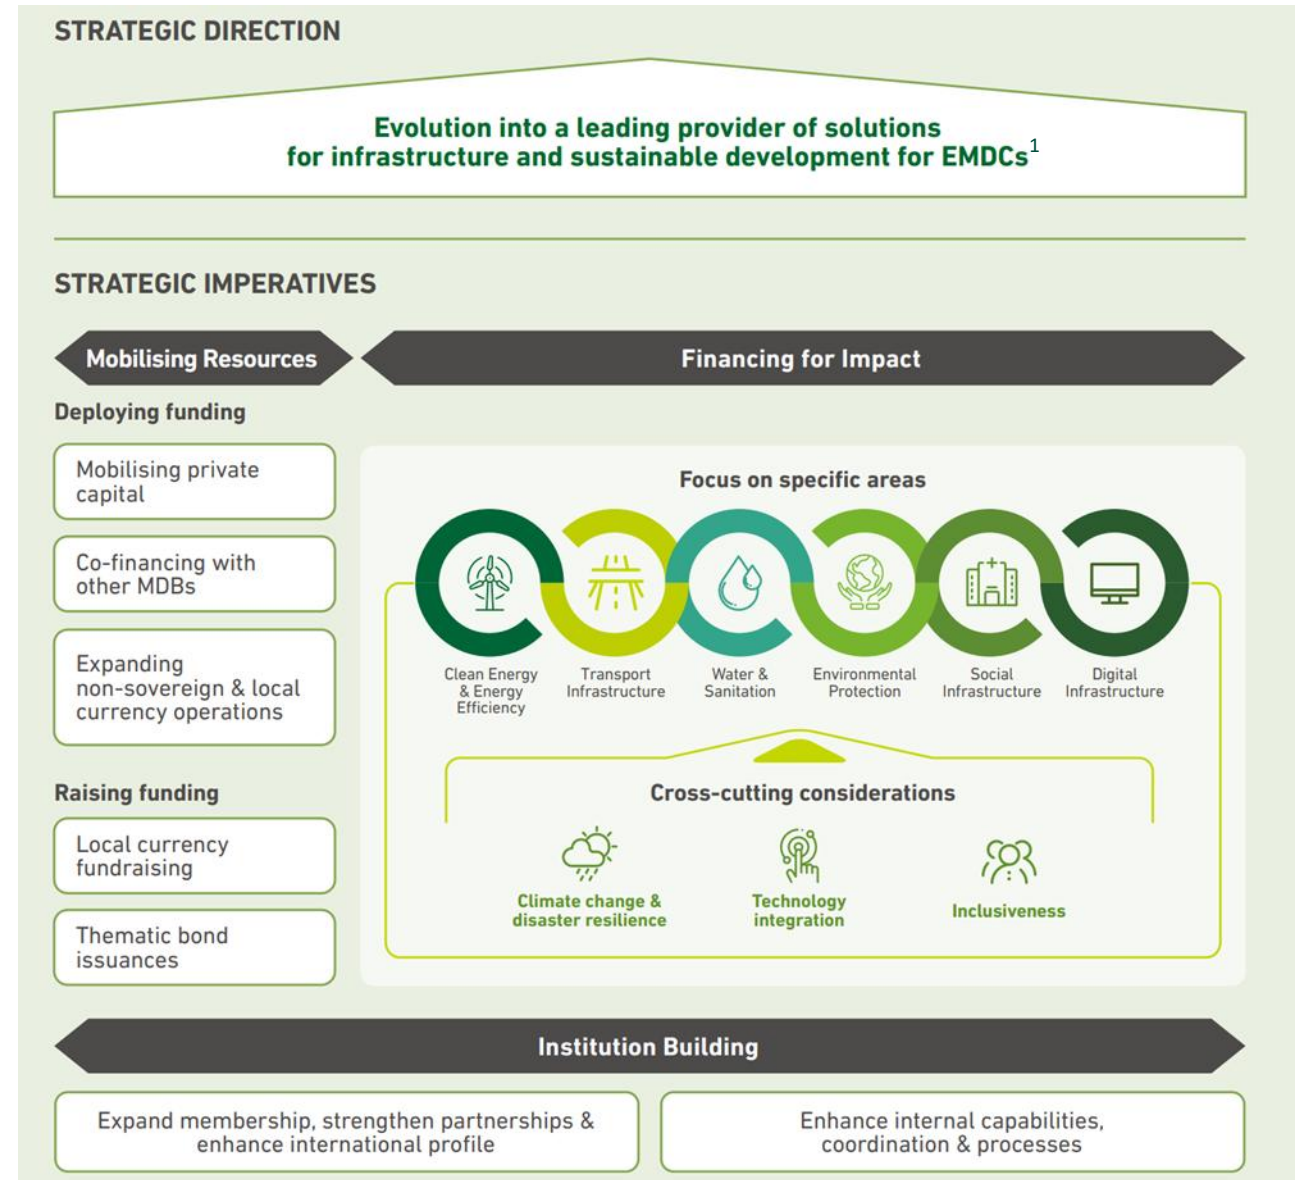 STRATEGIC DIRECTION
Evolution into a leading provider of solutions
for infrastructure and sustainable development for EMDCs1
STRATEGIC IMPERATIVES
Mobilising Resources
Financing for Impact
Deploying funding
Mobilising private
capital
Co-financing with
other MDBs
Expanding
non-sovereign & local
currency operations
Raising funding
Local currency
fundraising
Thematic bond
issuances
Focus on specific areas
Clean Energy
& Energy
Efficiency
Transport
Infrastructure
Water &
Sanitation
Environmental
Protection
Social
Infrastructure
Digital
Infrastructure
Cross-cutting considerations
Climate change &
disaster resilience
Technology
integration
Inclusiveness
Institution Building
Expand membership, strengthen partnerships &
enhance international profile
Enhance internal capabilities,
coordination & processes